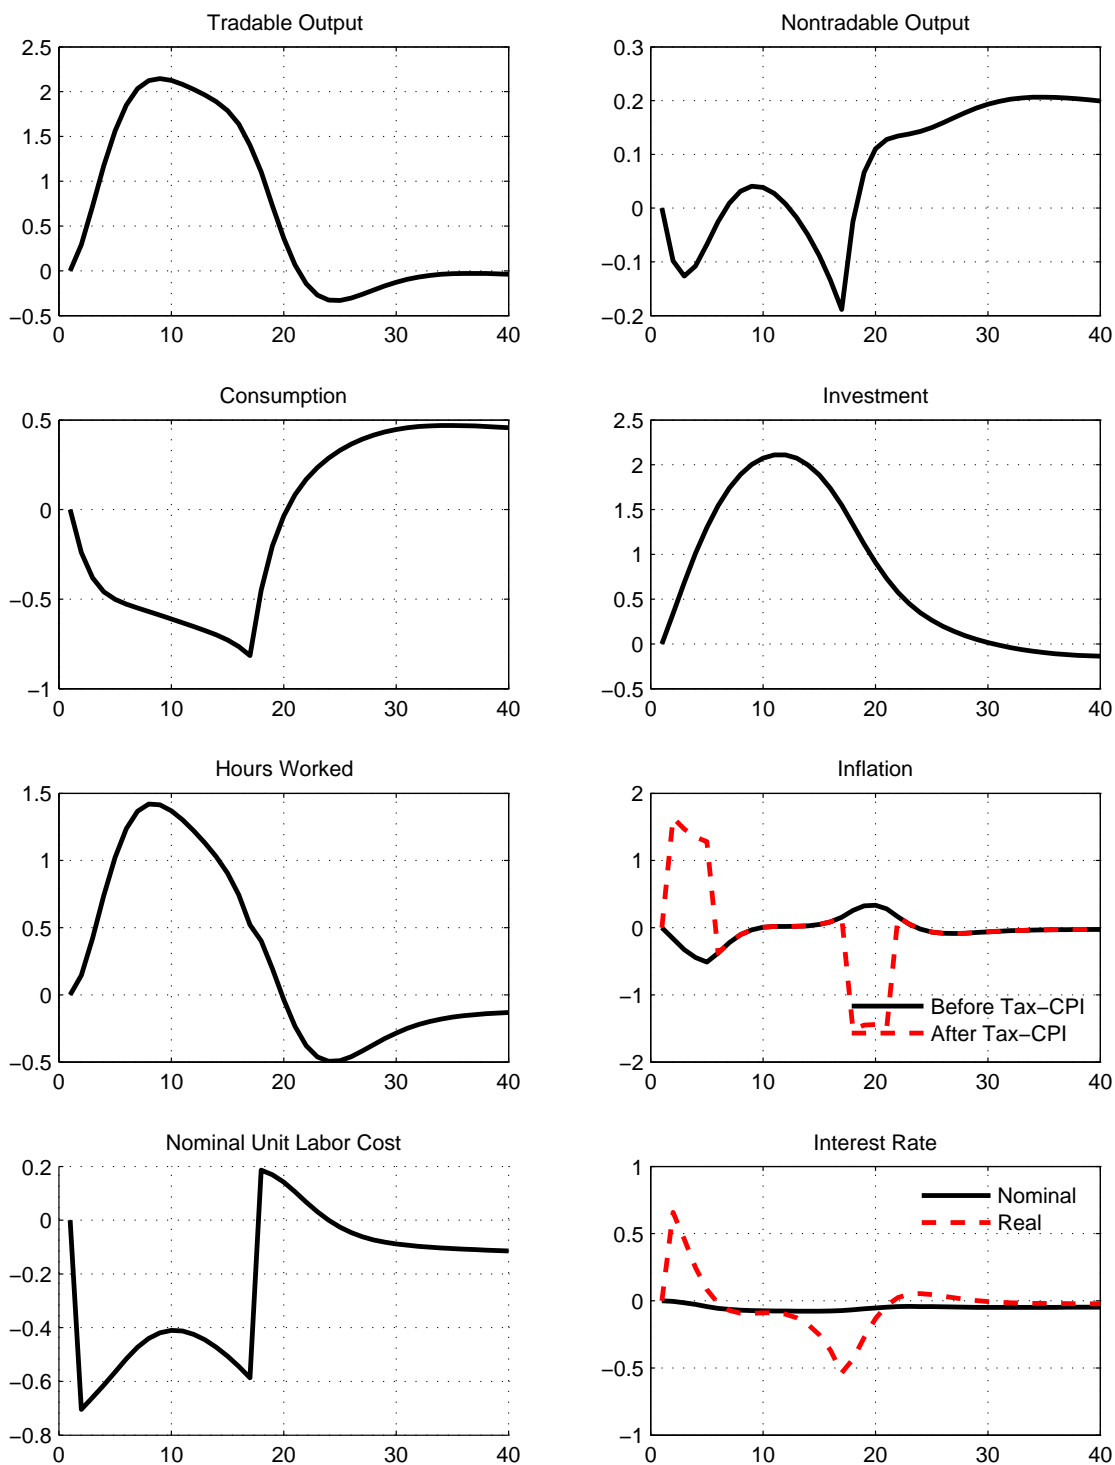 Tradable Output
2.5
2
1.5
1
0.5
0
−0.5
0 10 20 30 40
Nontradable Output
0.3
0.2
0.1
0
−0.1
−0.2
0 10 20 30 40
Consumption
0.5
0
−0.5
−1
0 10 20 30 40
Investment
2.5
2
1.5
1
0.5
0
−0.5
0 10 20 30 40
Hours Worked
1.5
1
0.5
0
−0.5
0 10 20 30 40
Inflation
2
1
0
−1
−2
0 10 20 30 40
Before Tax−CPI
After Tax−CPI
Nominal Unit Labor Cost
0.2
0
−0.2
−0.4
−0.6
−0.8
0 10 20 30 40
Interest Rate
1
0.5
0
−0.5
−1
0 10 20 30 40
Nominal
Real